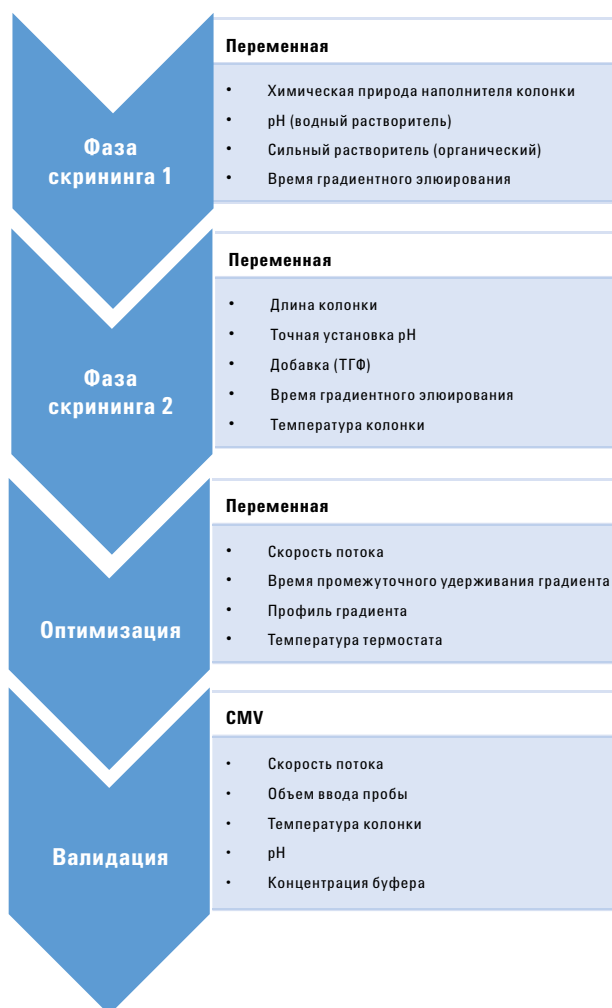 Фаза
скрининга 1
Переменная
• Химическая природа наполнителя колонки
• pH (водный растворитель)
• Сильный растворитель (органический)
• Время градиентного элюирования
Фаза
скрининга 2
Переменная
• Длина колонки
• Точная установка pH
• Добавка (ТГФ)
• Время градиентного элюирования
• Температура колонки
Оптимизация
Переменная
• Скорость потока
• Время промежуточного удерживания градиента
• Профиль градиента
• Температура термостата
Валидация
CMV
• Скорость потока
• Объем ввода пробы
• Температура колонки
• pH
• Концентрация буфера